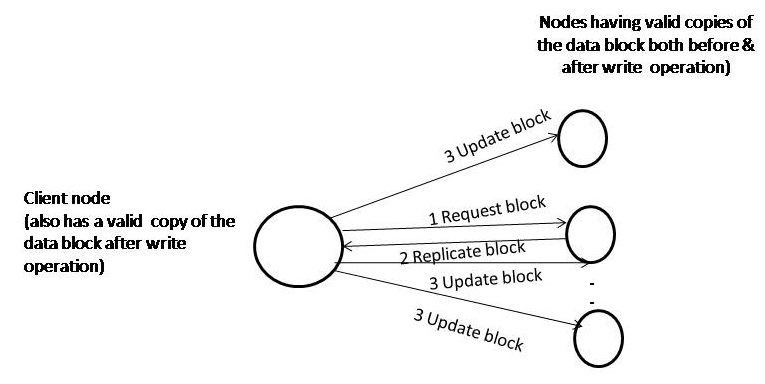 Nodes having valid copies of
the data block both before &
after write operation)
3 Update block
Client node
(also has a valid copy of the
data block after write
operation)
1 Request block
2 Replicate block
3 Update block
3 Update block